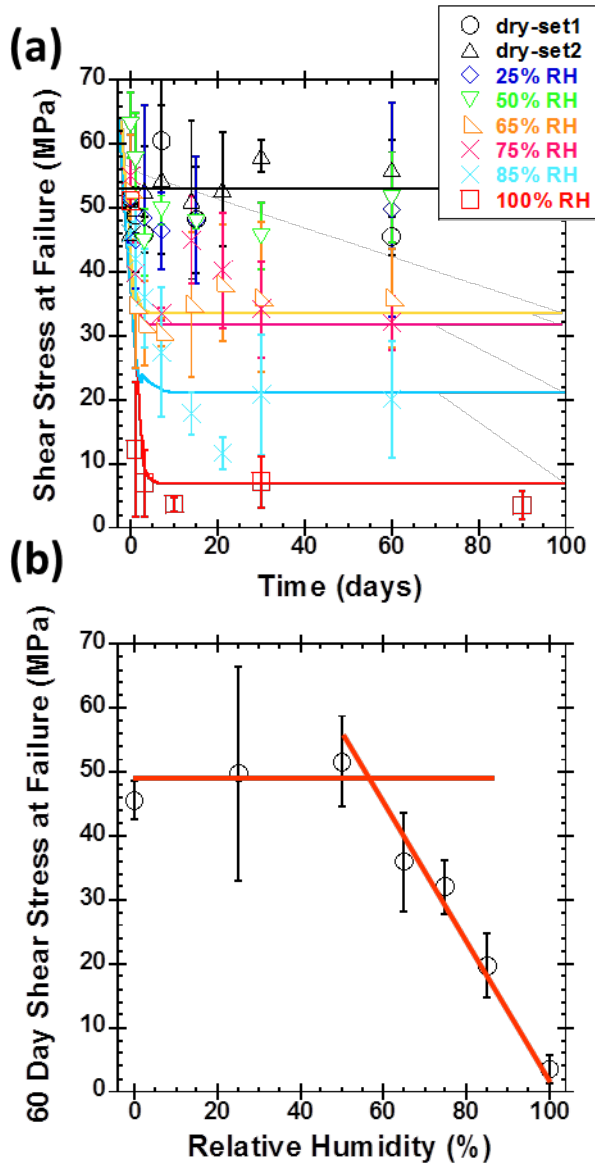 (a)
dry-set1
dry-set2
25% RH
50% RH
65% RH
75% RH
85% RH
100% RH
Shear Stress at Failure (MPa)
70
60
50
40
30
20
10
0
0
20
40
60
80
100
Time (days)
(b)
60 Day Shear Stress at Failure (MPa)
70
60
50
40
30
20
10
0
0
20
40
60
80
100
Relative Humidity (%)